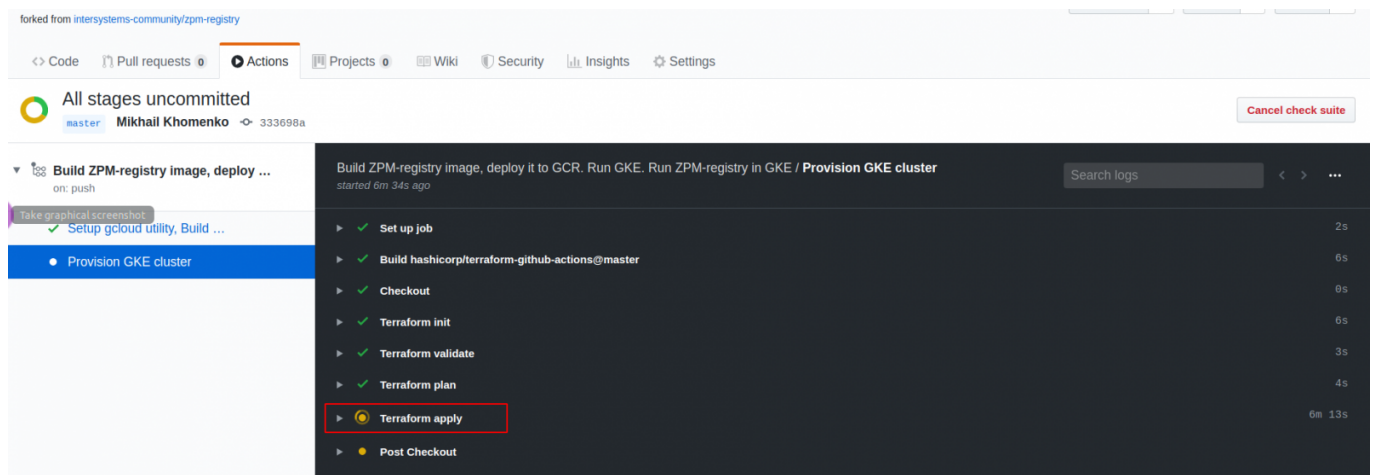 forked from intersystems-community/zpm-registry
<> Code Pull requests 0 Actions Projects 0 Wiki Security Insights Settings
All stages uncommitted
master Mikhail Khomenko 333698a
Cancel check suite
Build ZPM-registry image, deploy ...
on: push
Take graphical screenshot
Setup gcloud utility, Build ...
Provision GKE cluster
Build ZPM-registry image, deploy it to GCR. Run GKE. Run ZPM-registry in GKE / Provision GKE cluster
started 6m 34s ago
Search logs
Set up job 2s
Build hashicorp/terraform-github-actions@master 6s
Checkout 0s
Terraform init 6s
Terraform validate 3s
Terraform plan 4s
Terraform apply 6m 13s
Post Checkout